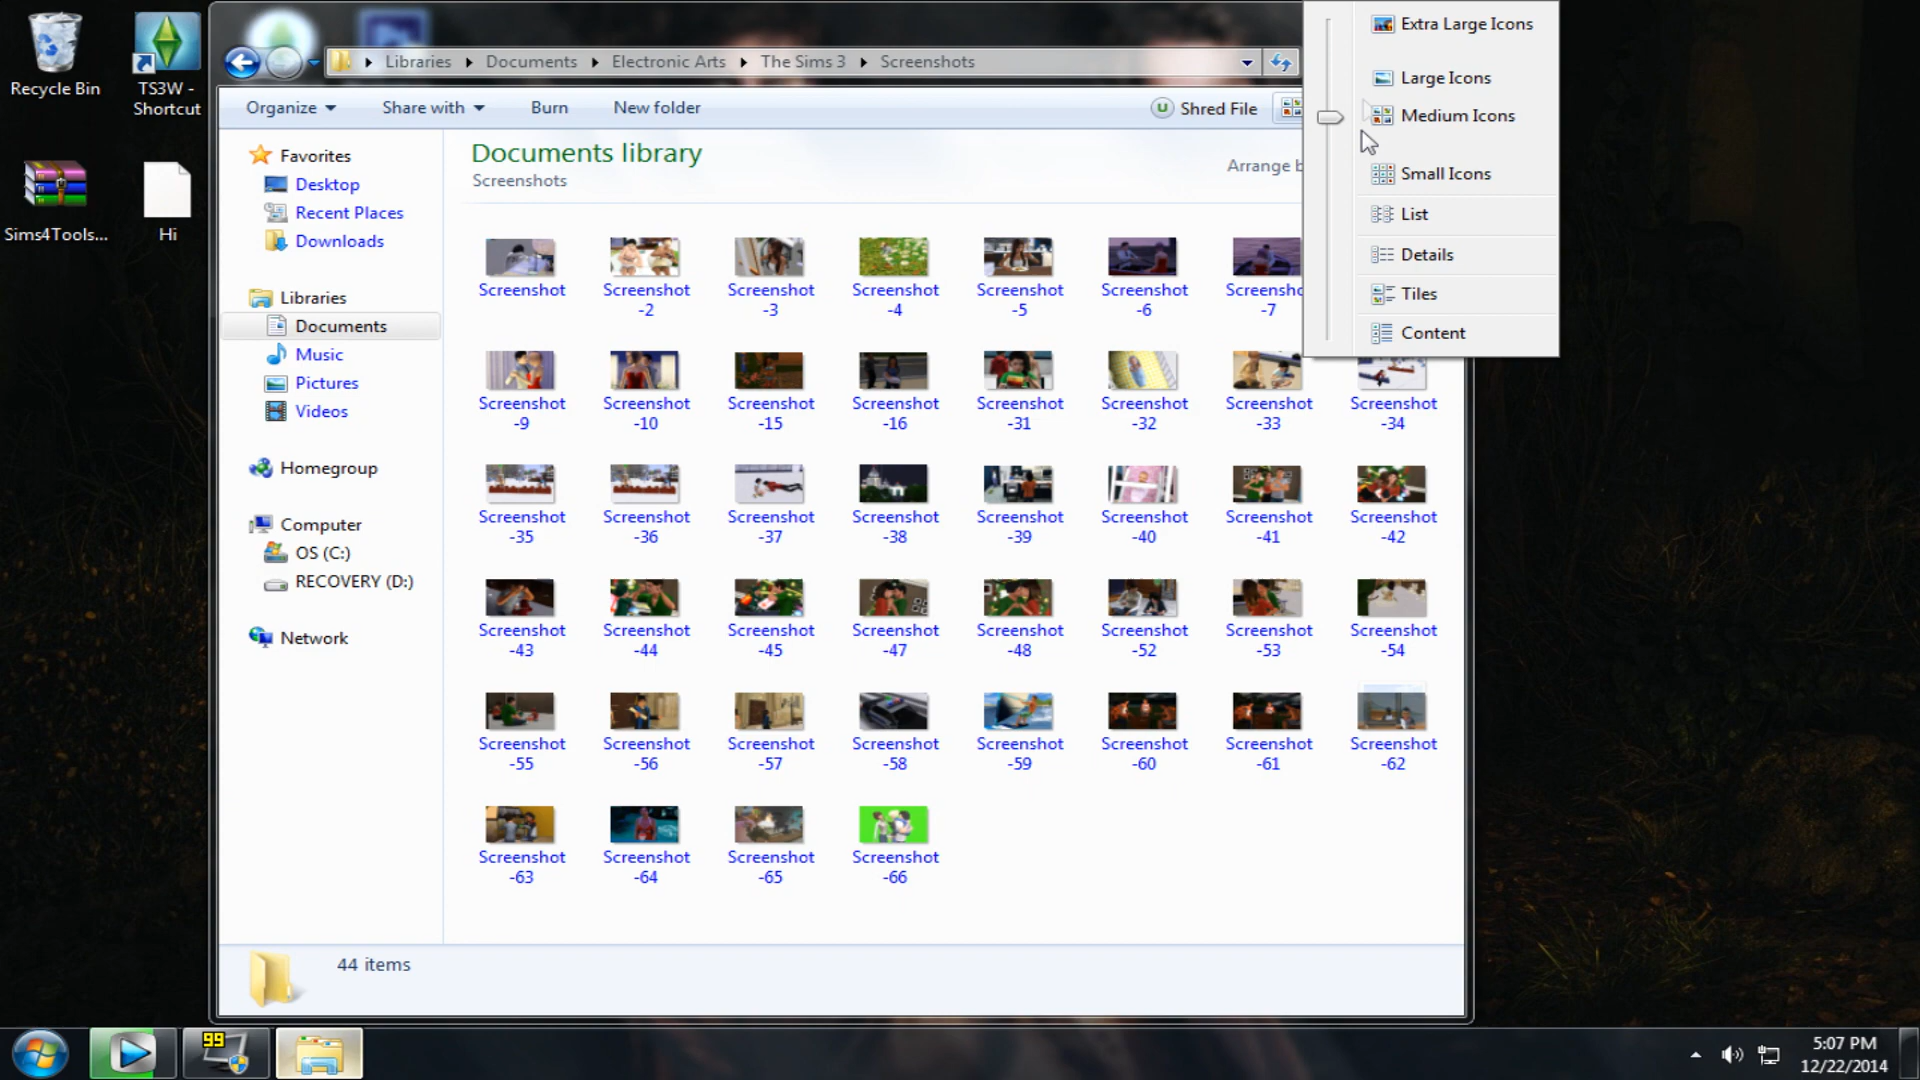 Recycle Bin
TS3W -
Shortcut
Sims4Tools...
Hi
Libraries
Documents
Electronic Arts
The Sims 3
Screenshots
Organize
Share with
Burn
New folder
Shred File
Extra Large Icons
Large Icons
Medium Icons
Small Icons
List
Details
Tiles
Content
Favorites
Desktop
Recent Places
Downloads
Libraries
Documents
Music
Pictures
Videos
Homegroup
Computer
OS (C:)
RECOVERY (D:)
Network
Documents library
Screenshots
Arrange b
Screenshot
Screenshot
-2
Screenshot
-3
Screenshot
-4
Screenshot
-5
Screenshot
-6
Screensho
-7
Screenshot
-9
Screenshot
-10
Screenshot
-15
Screenshot
-16
Screenshot
-31
Screenshot
-32
Screenshot
-33
Screenshot
-34
Screenshot
-35
Screenshot
-36
Screenshot
-37
Screenshot
-38
Screenshot
-39
Screenshot
-40
Screenshot
-41
Screenshot
-42
Screenshot
-43
Screenshot
-44
Screenshot
-45
Screenshot
-47
Screenshot
-48
Screenshot
-52
Screenshot
-53
Screenshot
-54
Screenshot
-55
Screenshot
-56
Screenshot
-57
Screenshot
-58
Screenshot
-59
Screenshot
-60
Screenshot
-61
Screenshot
-62
Screenshot
-63
Screenshot
-64
Screenshot
-65
Screenshot
-66
44 items
99
5:07 PM
12/22/2014